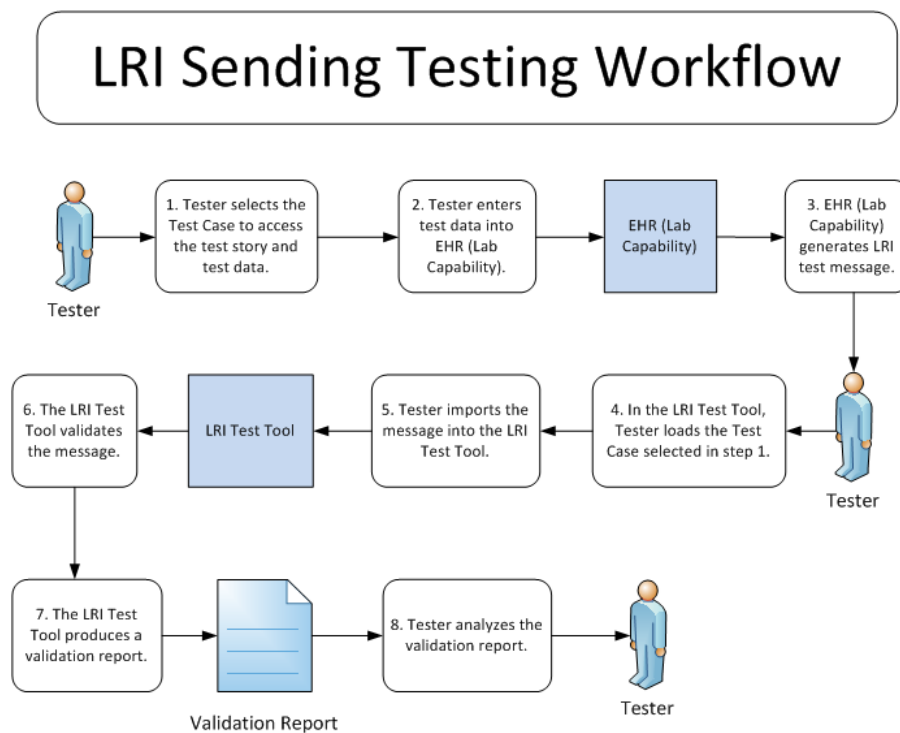 LRI Sending Testing Workflow
1. Tester selects the
Test Case to access
the test story and
test data.
2. Tester enters
test data into
EHR (Lab
Capability).
EHR (Lab
Capability)
3. EHR (Lab
Capability)
generates LRI
test message.
Tester
4. In the LRI Test Tool,
Tester loads the Test
Case selected in step 1.
Tester
5. Tester imports the
message into the LRI
Test Tool.
LRI Test Tool
6. The LRI Test
Tool validates
the message.
7. The LRI Test
Tool produces a
validation report.
Validation Report
8. Tester analyzes the
validation report.
Tester